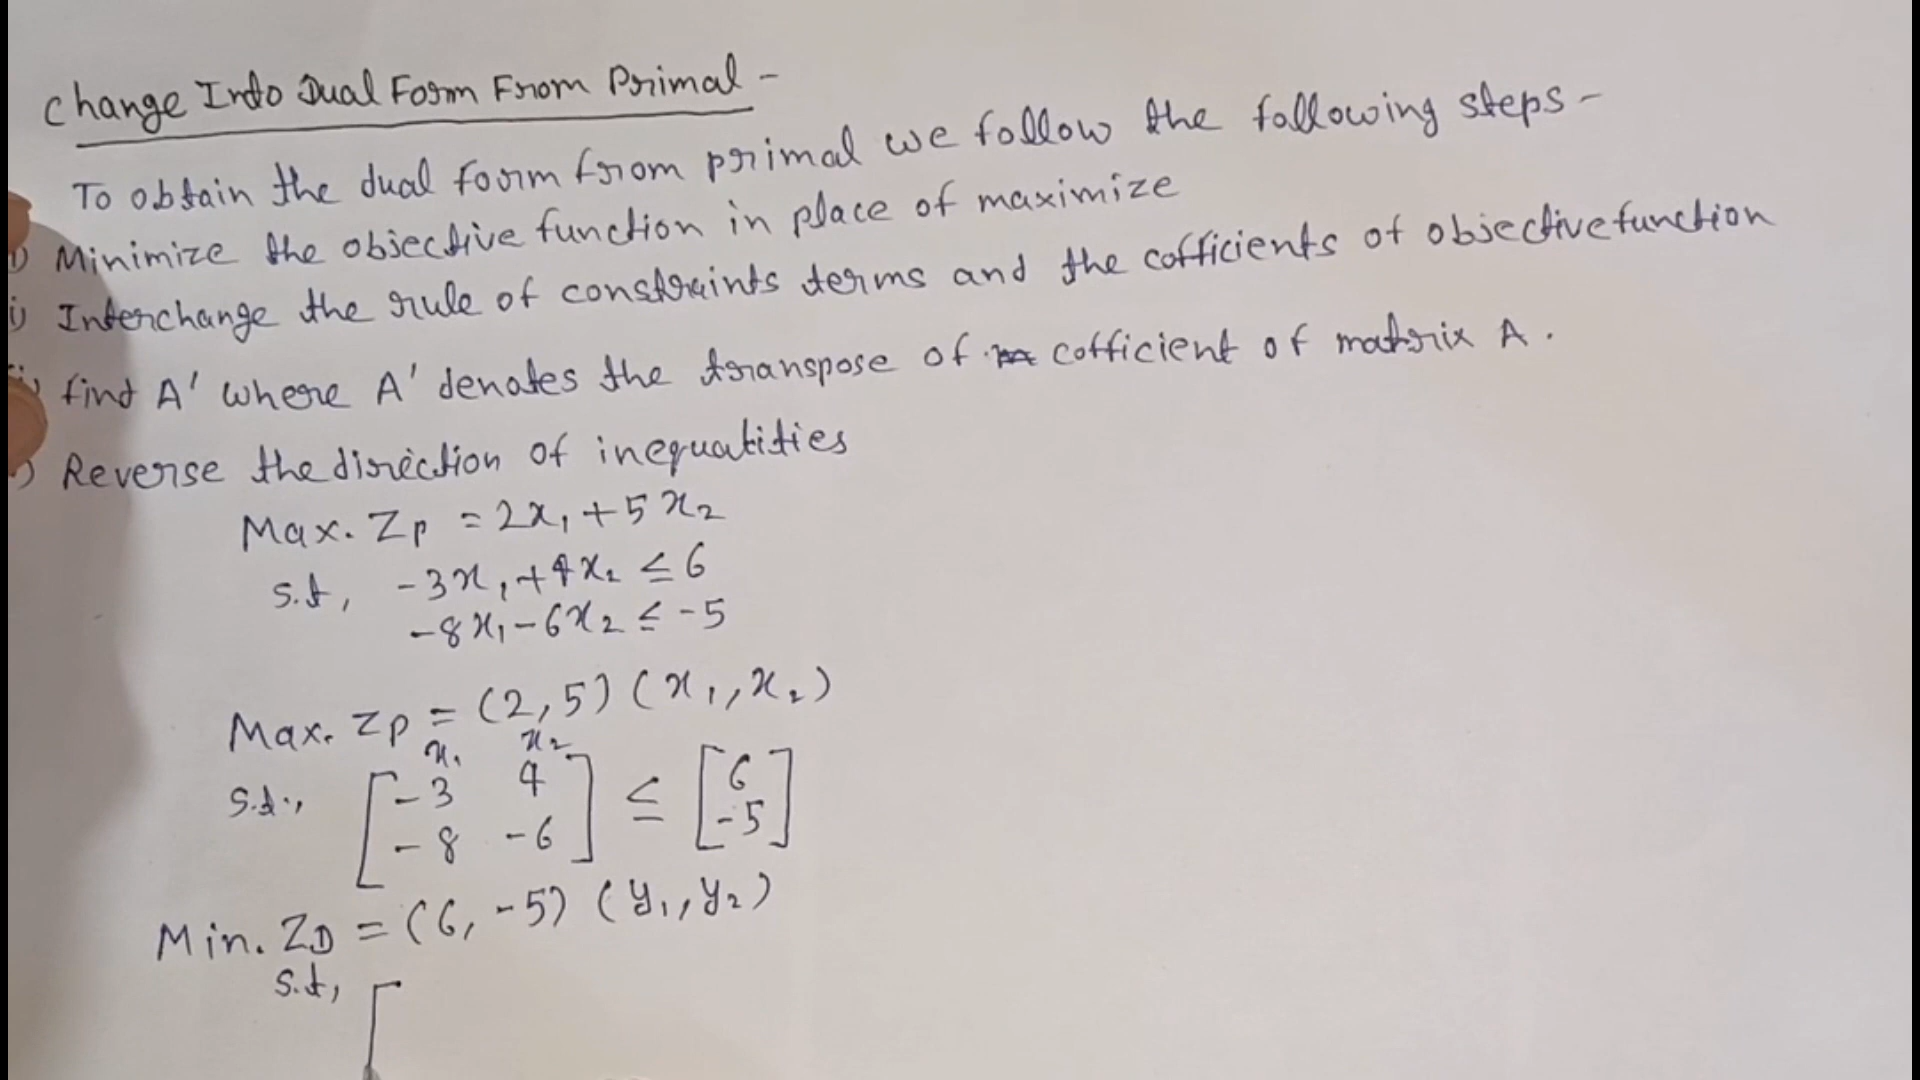 Change Into Dual Form From Primal -
To obtain the dual foorm from primal we follow the following steps -
Minimize the objective function in place of maximize
i) Interchange the rule of constraints terms and the cofficients of objective function
find A' where A' denotes the transpose of cofficient of matrix A.
) Reverse the direction of inequatities
Max. Zp = 2x₁ + 5x₂
s.t, -3x₁ + 4x₂ ≤ 6
-8x₁ - 6x₂ ≤ -5
Max. Zp = (2, 5) (x₁, x₂)
x₁ x₂
s.t., [-3 4] ≤ [6]
[-8 -6] [-5]
Min. ZD = (6, -5) (y₁, y₂)
s.t, [